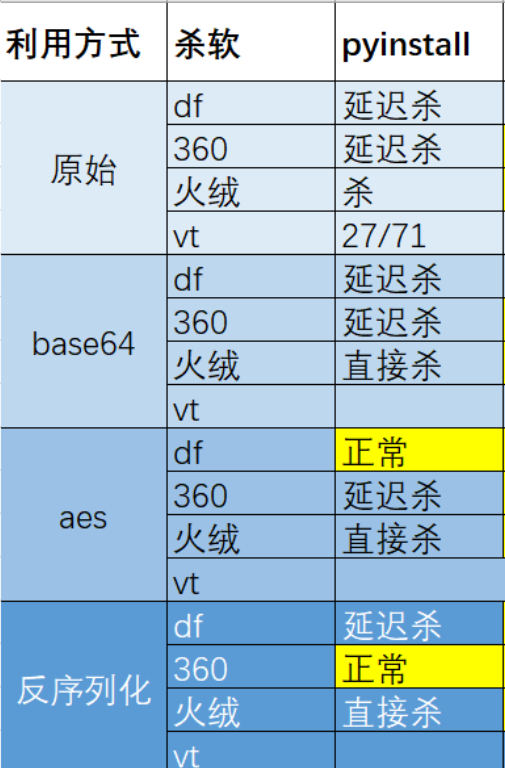 利用方式 杀软 pyinstall
原始 df 延迟杀
360 延迟杀
火绒 杀
vt 27/71
base64 df 延迟杀
360 延迟杀
火绒 直接杀
vt
aes df 正常
360 延迟杀
火绒 直接杀
vt
反序列化 df 延迟杀
360 正常
火绒 直接杀
vt